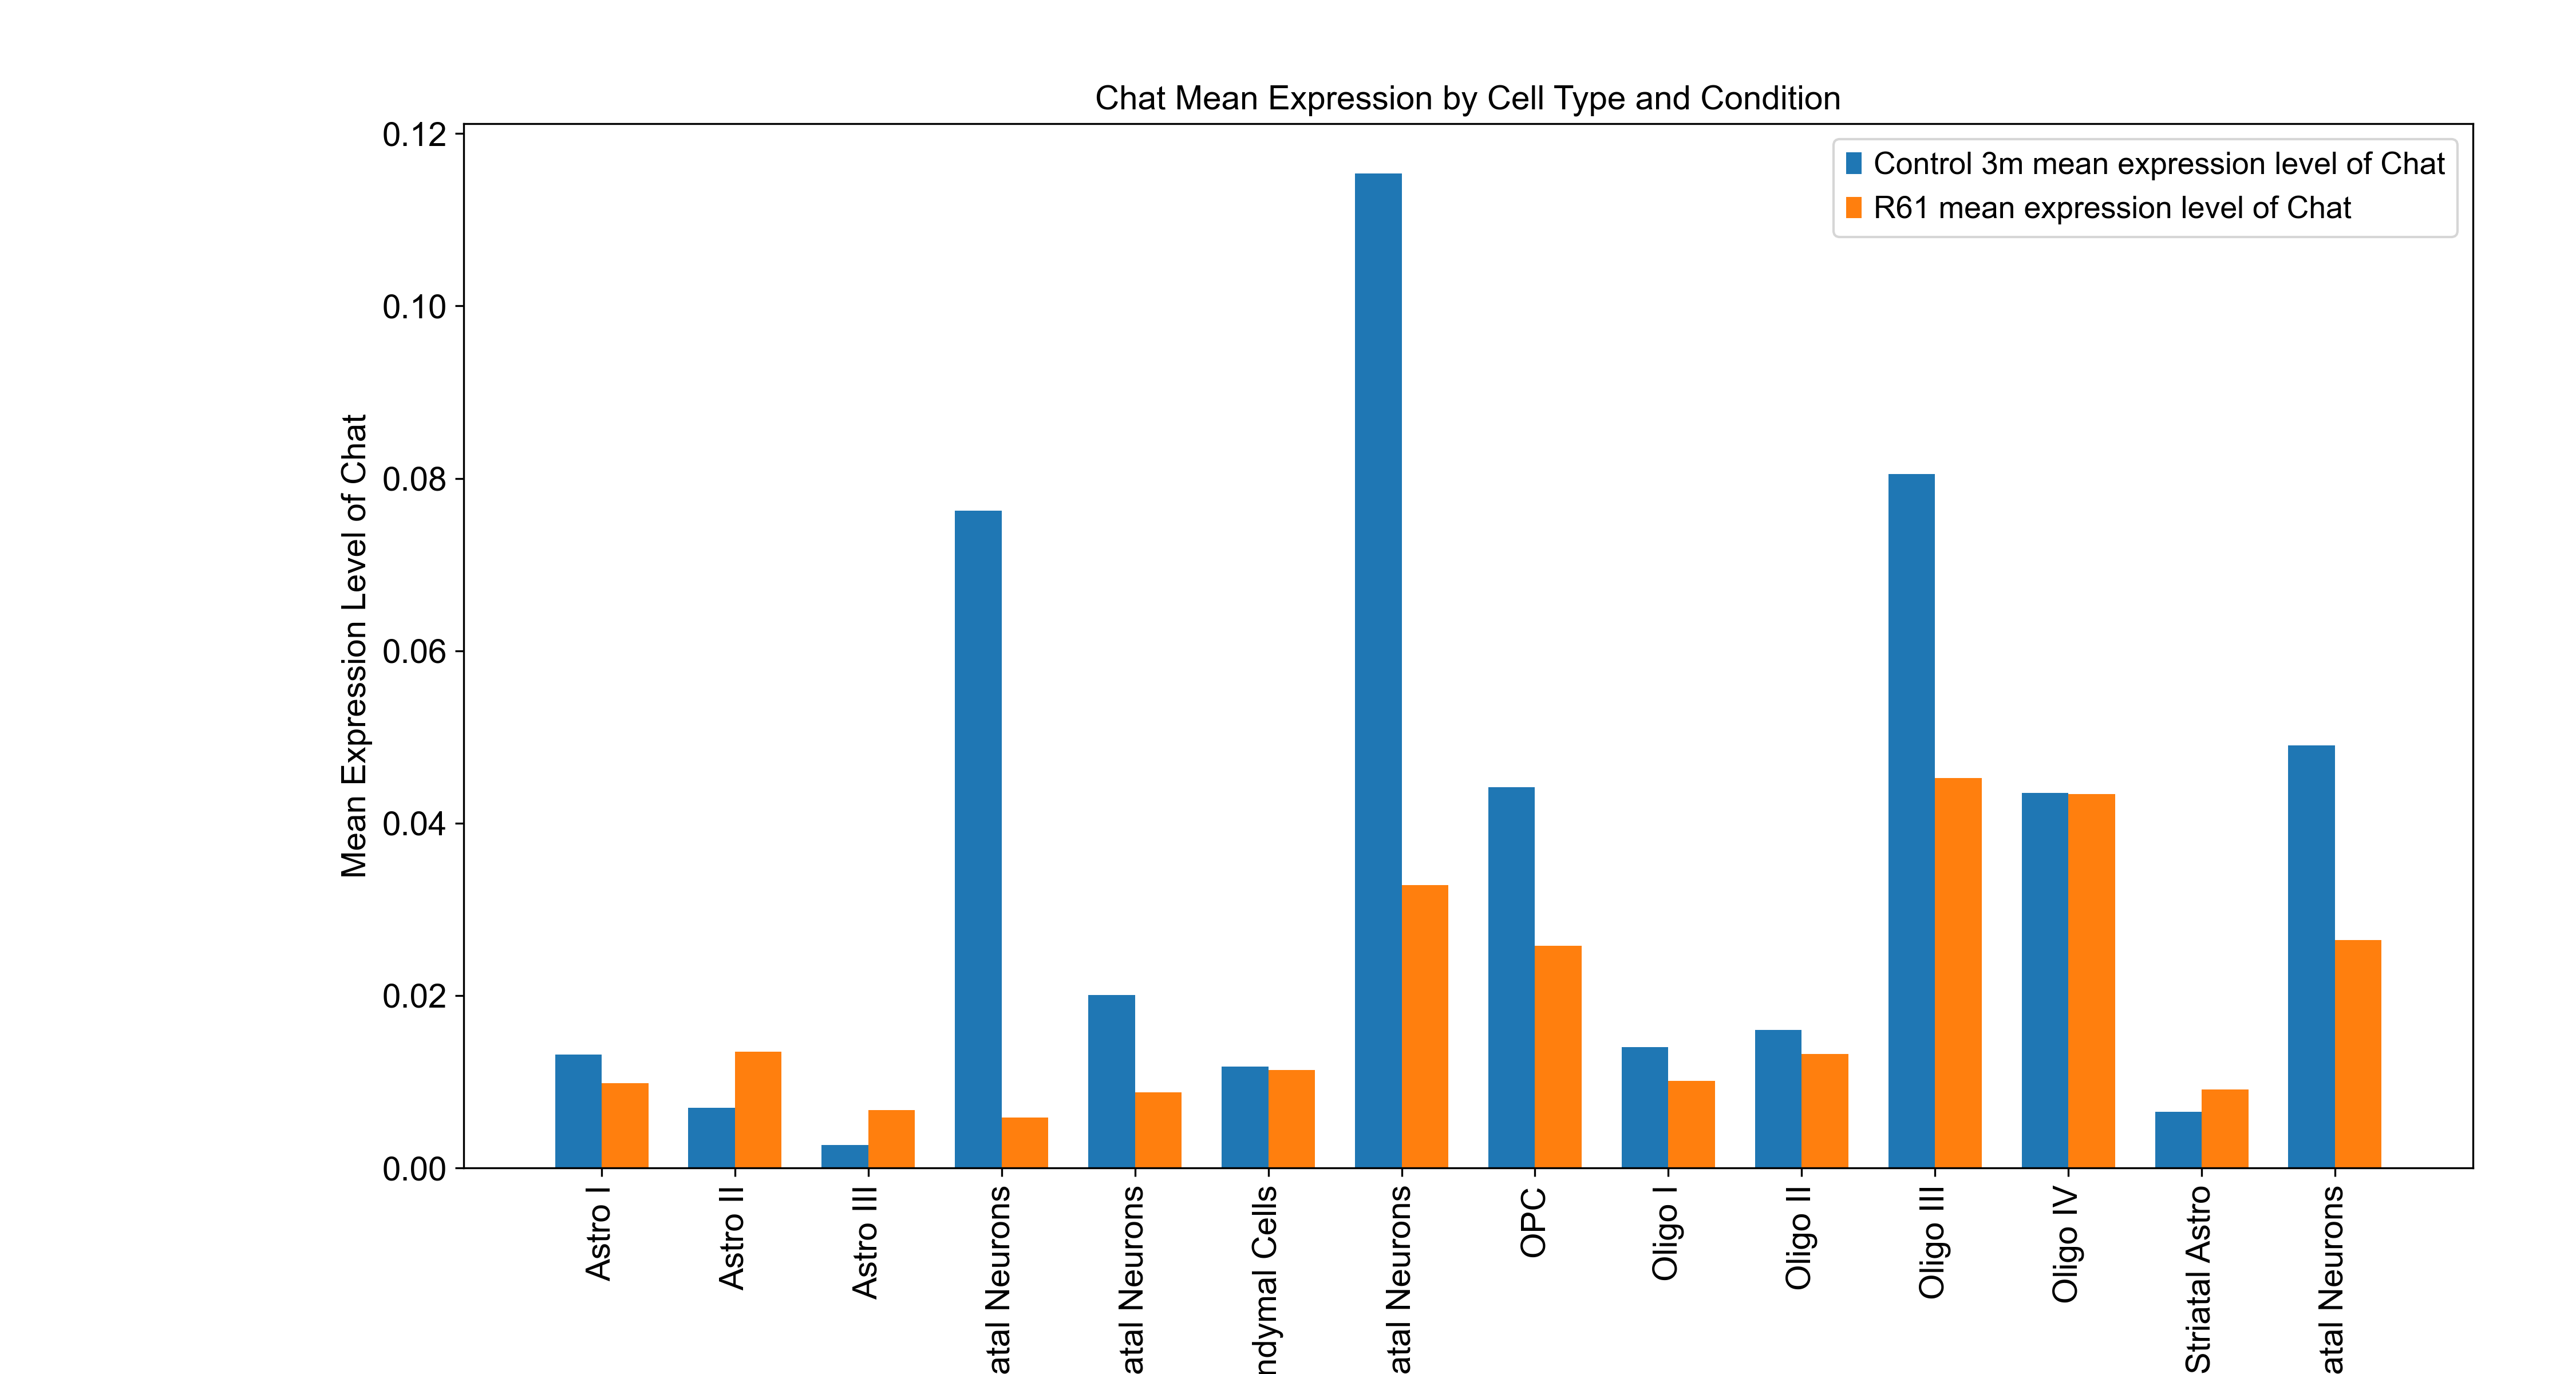 Chat Mean Expression by Cell Type and Condition
Control 3m mean expression level of Chat
R61 mean expression level of Chat
Mean Expression Level of Chat
0.12
0.10
0.08
0.06
0.04
0.02
0.00
Astro I
Astro II
Astro III
atal Neurons
atal Neurons
ndymal Cells
atal Neurons
OPC
Oligo I
Oligo II
Oligo III
Oligo IV
Striatal Astro
atal Neurons